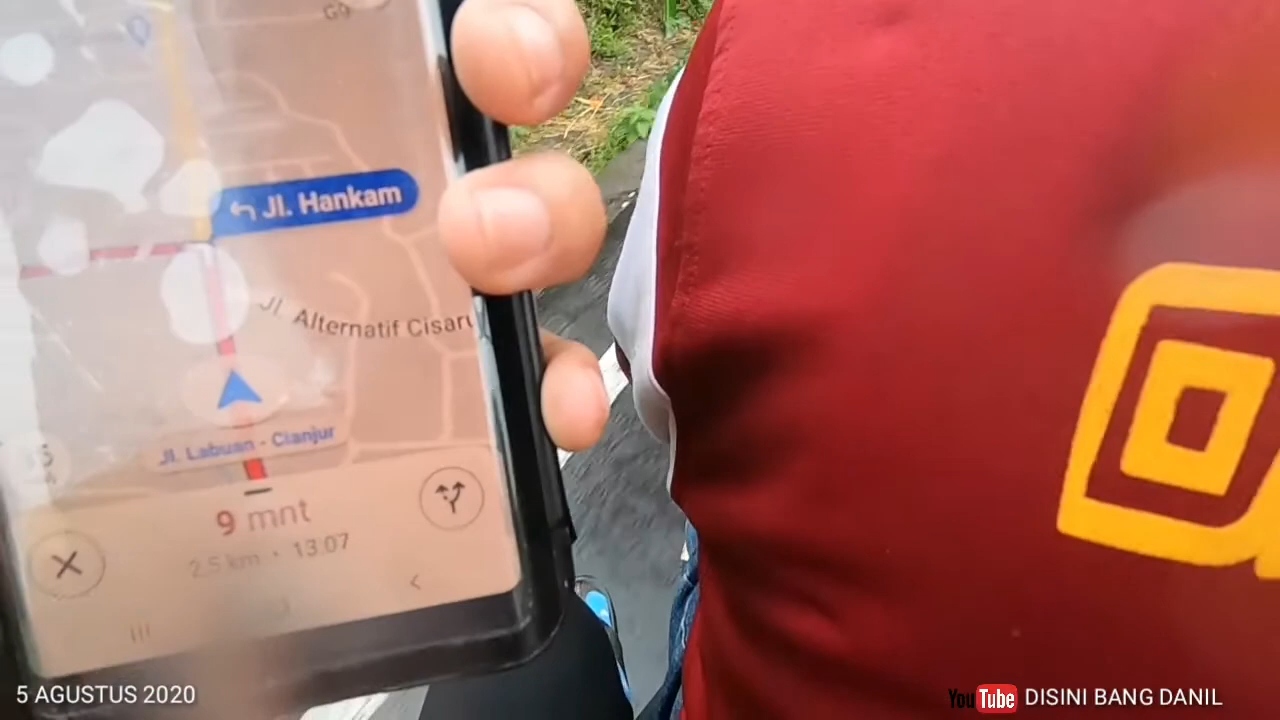 G9
Jl. Hankam
Jl. Alternatif Cisaru
Jl. Labuan - Cianjur
9 mnt
2,5 km • 13.07
5 AGUSTUS 2020
YouTube DISINI BANG DANIL